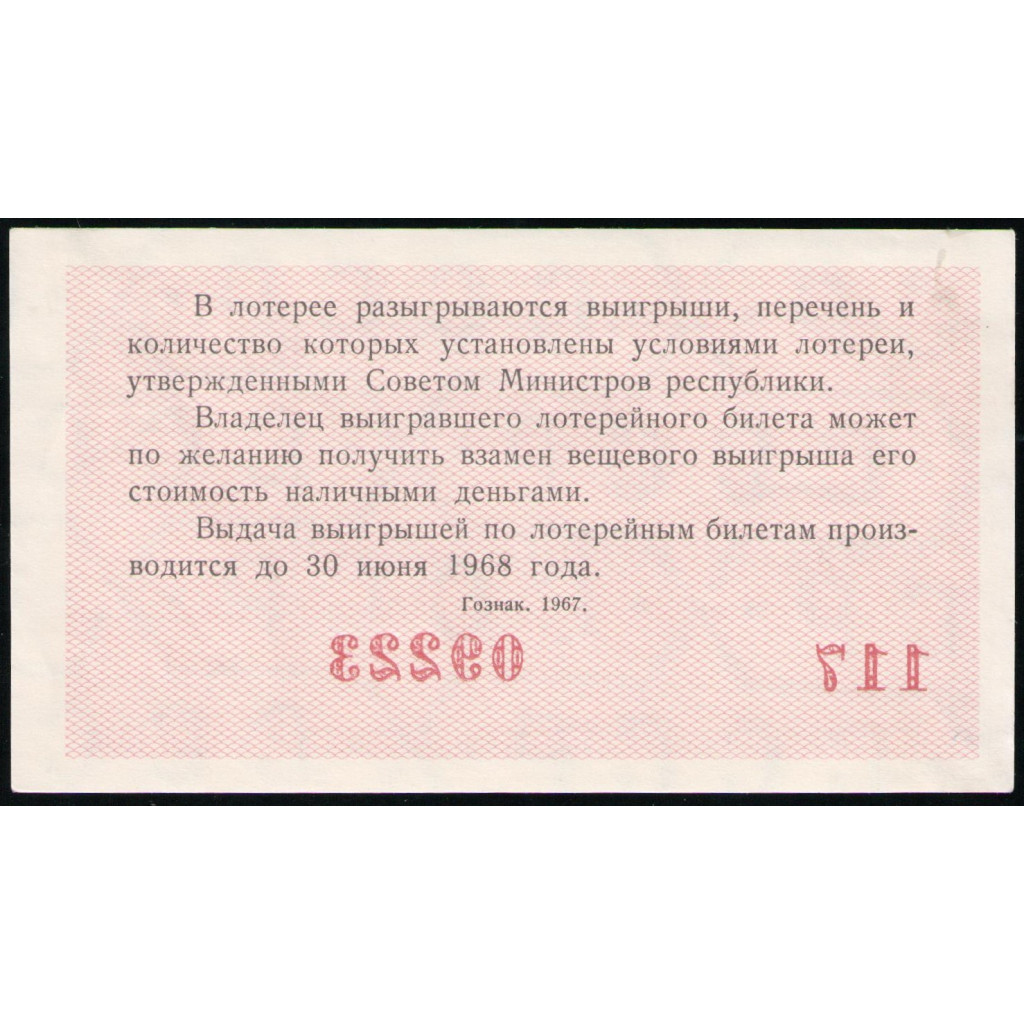 В лотерее разыгрываются выигрыши, перечень и
количество которых установлены условиями лотереи,
утвержденными Советом Министров республики.
Владелец выигравшего лотерейного билета может
по желанию получить взамен вещевого выигрыша его
стоимость наличными деньгами.
Выдача выигрышей по лотерейным билетам произ-
водится до 30 июня 1968 года.
Гознак. 1967.
09223
117